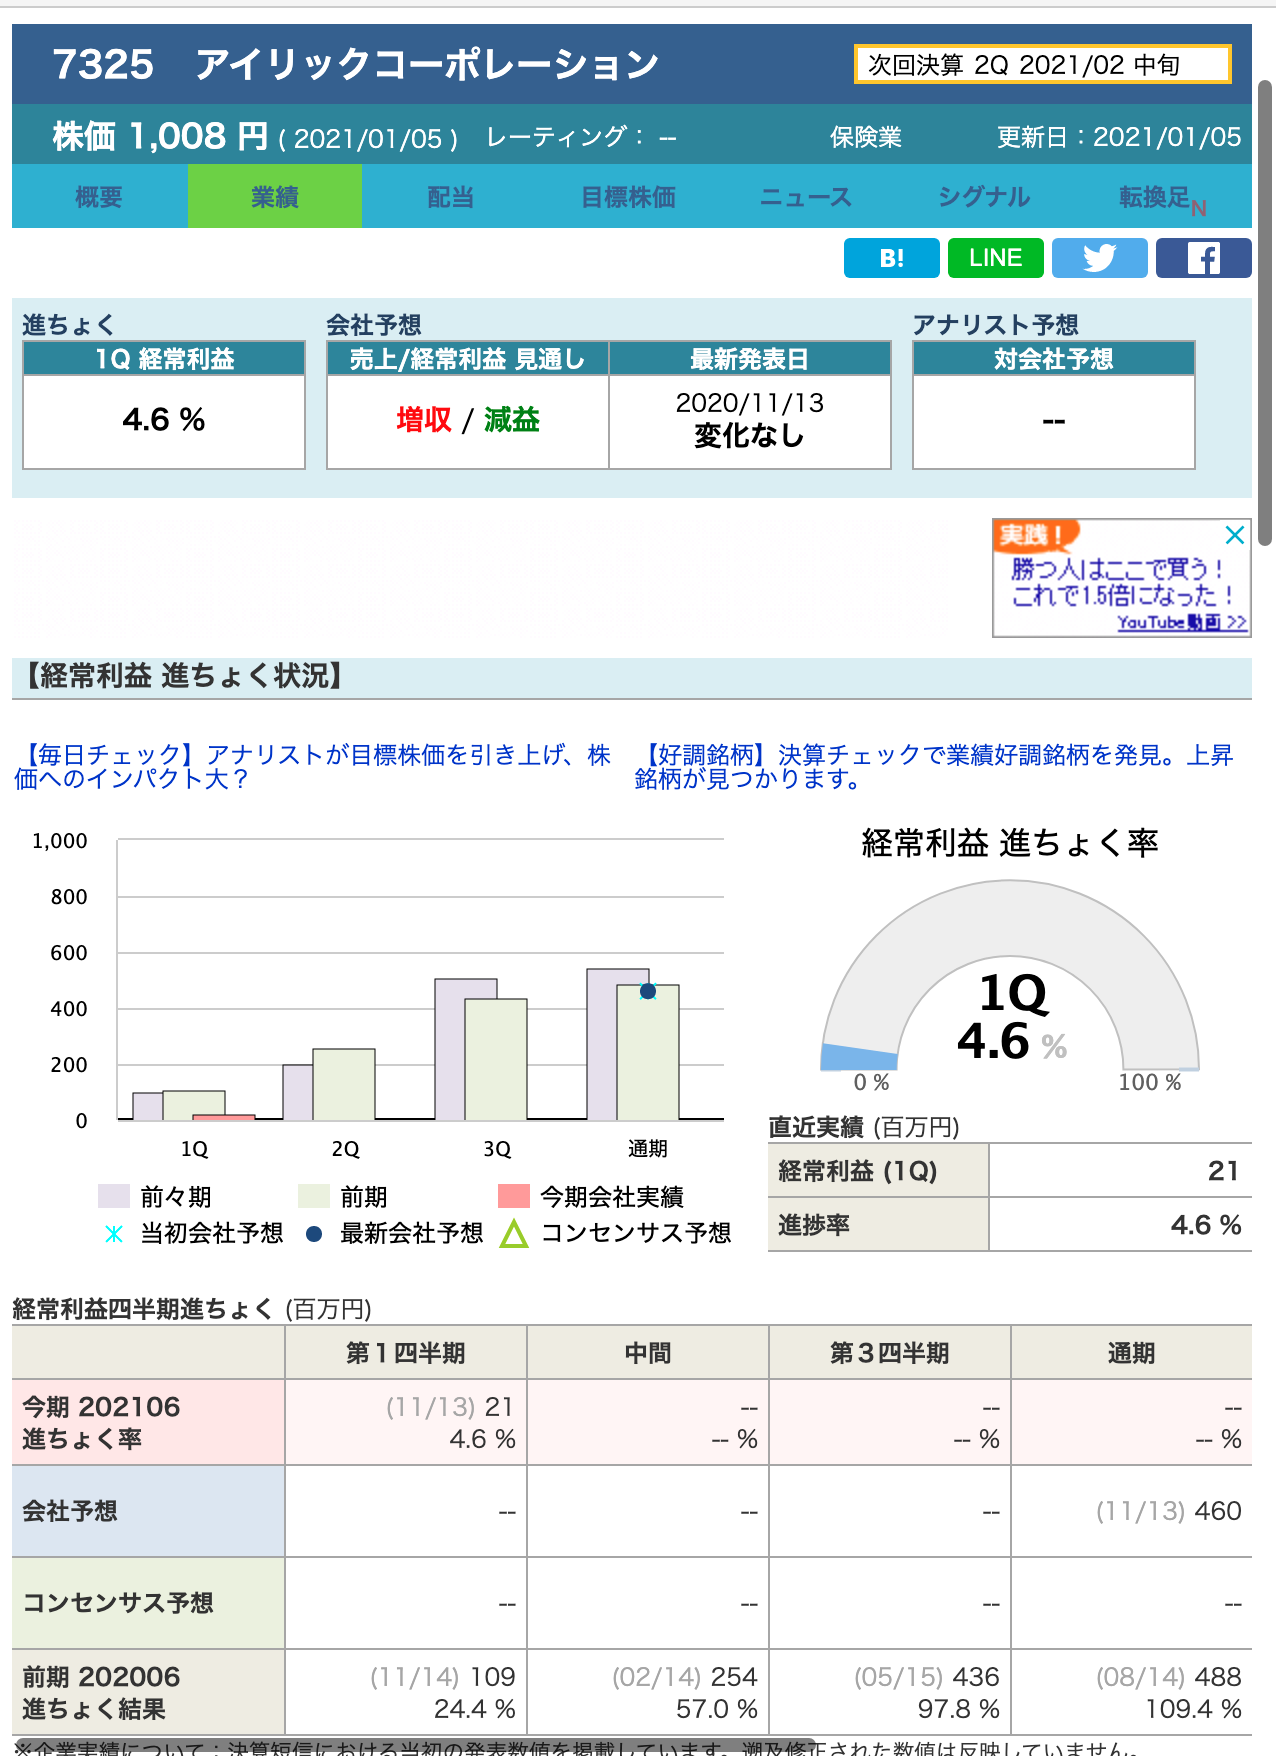 7325　アイリックコーポレーション
次回決算 2Q 2021/02 中旬
株価 1,008 円 ( 2021/01/05 )　レーティング： --
保険業
更新日：2021/01/05
概要　業績　配当　目標株価　ニュース　シグナル　転換足N
B!　LINE
進ちょく
1Q 経常利益
4.6 %
会社予想
売上/経常利益 見通し　最新発表日
増収 / 減益
2020/11/13
変化なし
アナリスト予想
対会社予想
--
実践！
勝つ人はここで買う！
これで1.5倍になった！
YouTube動画 >>
【経常利益 進ちょく状況】
【毎日チェック】アナリストが目標株価を引き上げ、株
価へのインパクト大？
【好調銘柄】決算チェックで業績好調銘柄を発見。上昇
銘柄が見つかります。
1,000
800
600
400
200
0
1Q　2Q　3Q　通期
前々期　前期　今期会社実績
当初会社予想　最新会社予想　コンセンサス予想
経常利益 進ちょく率
1Q
4.6 %
0 %　100 %
直近実績 (百万円)
経常利益 (1Q)　21
進捗率　4.6 %
経常利益四半期進ちょく (百万円)
第１四半期　中間　第３四半期　通期
今期 202106　(11/13) 21　--　--　--
進ちょく率　4.6 %　-- %　-- %　-- %
会社予想　--　--　--　(11/13) 460
コンセンサス予想　--　--　--　--
前期 202006　(11/14) 109　(02/14) 254　(05/15) 436　(08/14) 488
進ちょく結果　24.4 %　57.0 %　97.8 %　109.4 %
※企業実績について：決算短信における当初の発表数値を掲載しています。遡及修正された数値は反映していません。